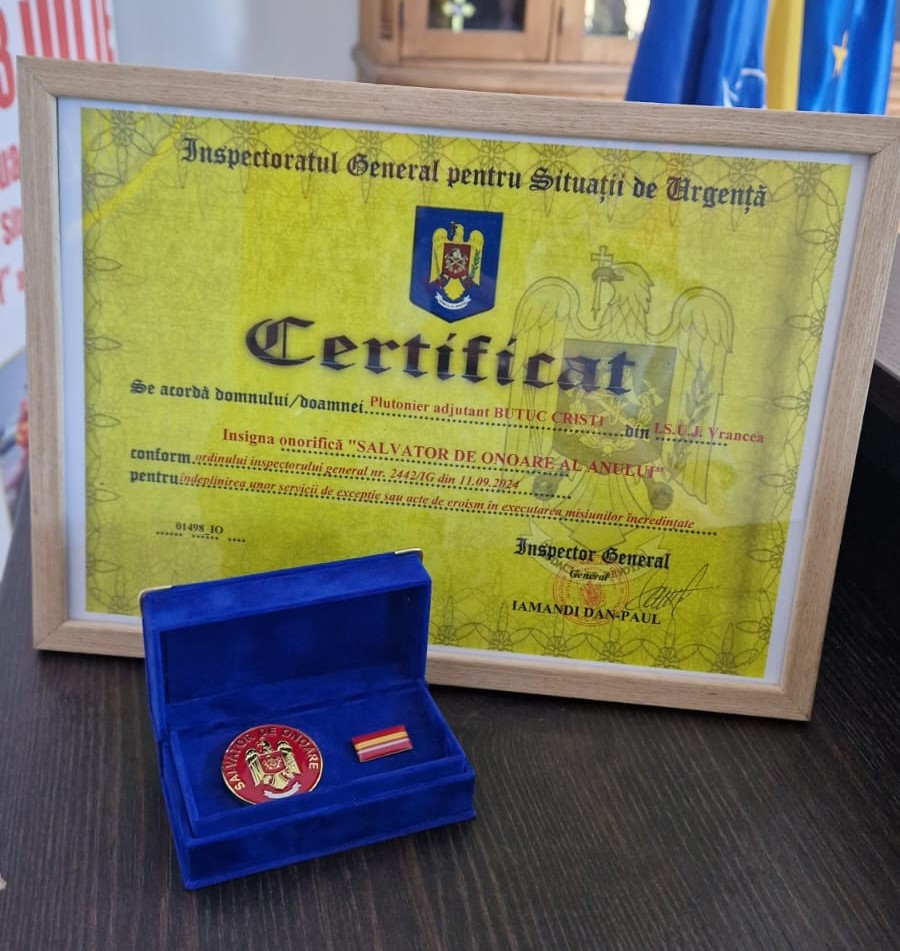 8 IULIE
Inspectoratul General pentru Situații de Urgență
Certificat
Se acordă domnului/doamnei Plutonier adjutant BUTUC CRISTI din I.S.U.J. Vrancea
Insigna onorifică "SALVATOR DE ONOARE AL ANULUI"
conform ordinului inspectorului general nr. 2442/IG din 11.09.2024
pentru îndeplinirea unor servicii de excepție sau acte de eroism în executarea misiunilor încredințate
01498 IO
Inspector General
General
IAMANDI DAN-PAUL
SALVATOR DE ONOARE